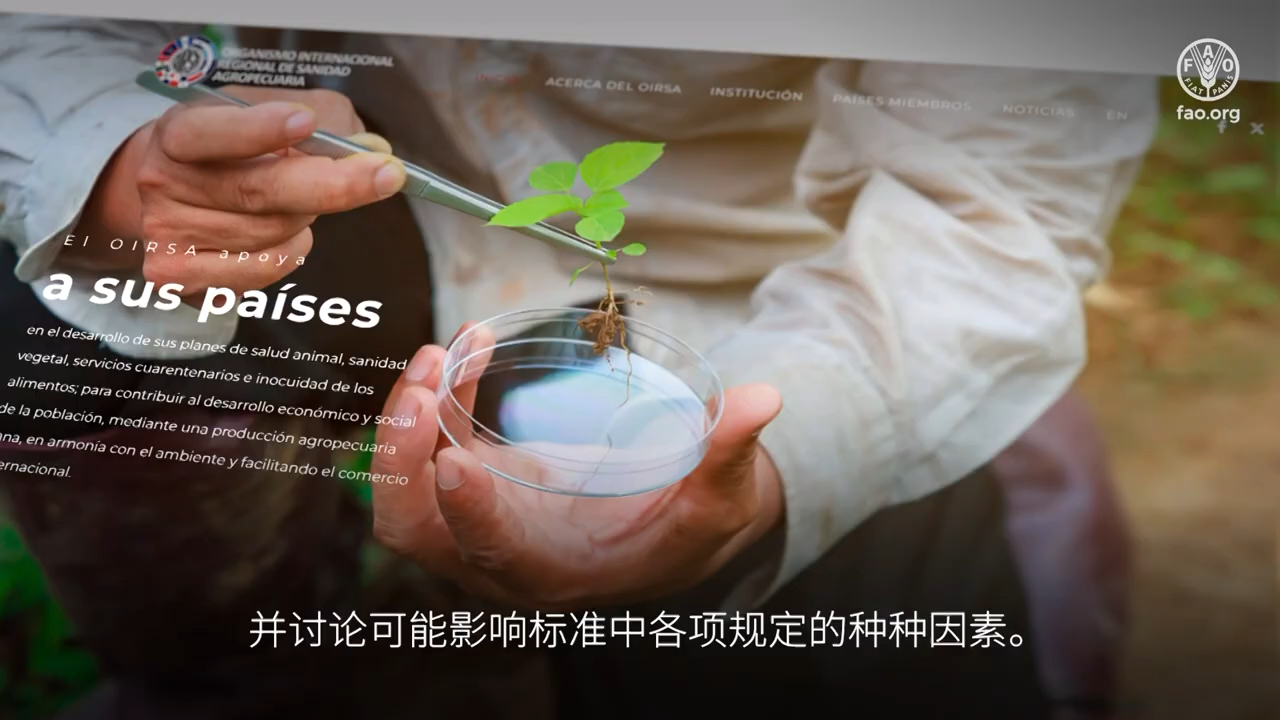 ORGANISMO INTERNACIONAL
REGIONAL DE SANIDAD
AGROPECUARIA
INICIO ACERCA DEL OIRSA INSTITUCIÓN PAÍSES MIEMBROS NOTICIAS EN
FAO
FIAT PANIS
fao.org
El OIRSA apoya
a sus países
en el desarrollo de sus planes de salud animal, sanidad
vegetal, servicios cuarentenarios e inocuidad de los
alimentos; para contribuir al desarrollo económico y social
de la población, mediante una producción agropecuaria
en armonía con el ambiente y facilitando el comercio
并讨论可能影响标准中各项规定的种种因素。